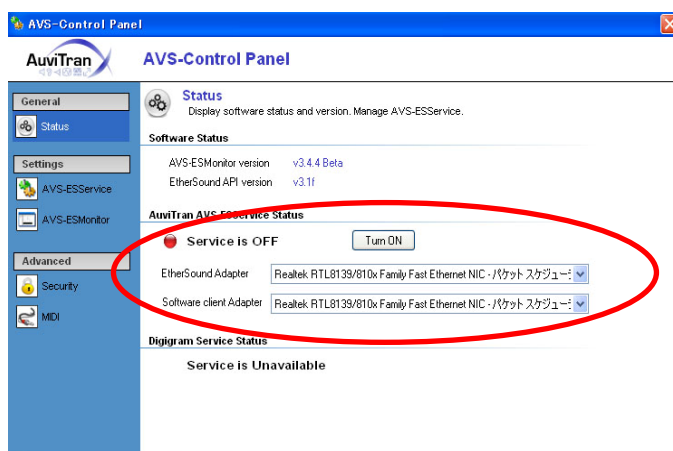 AVS-Control Panel
AuviTran
AVS-Control Panel
General
Status
Settings
AVS-ESService
AVS-ESMonitor
Advanced
Security
MIDI
Status
Display software status and version. Manage AVS-ESService.
Software Status
AVS-ESMonitor version v3.4.4 Beta
EtherSound API version v3.1f
AuviTran AVS-ESService Status
Service is OFF Turn ON
EtherSound Adapter Realtek RTL8139/810x Family Fast Ethernet NIC - パケット スケジュー
Software client Adapter Realtek RTL8139/810x Family Fast Ethernet NIC - パケット スケジュー
Digigram Service Status
Service is Unavailable